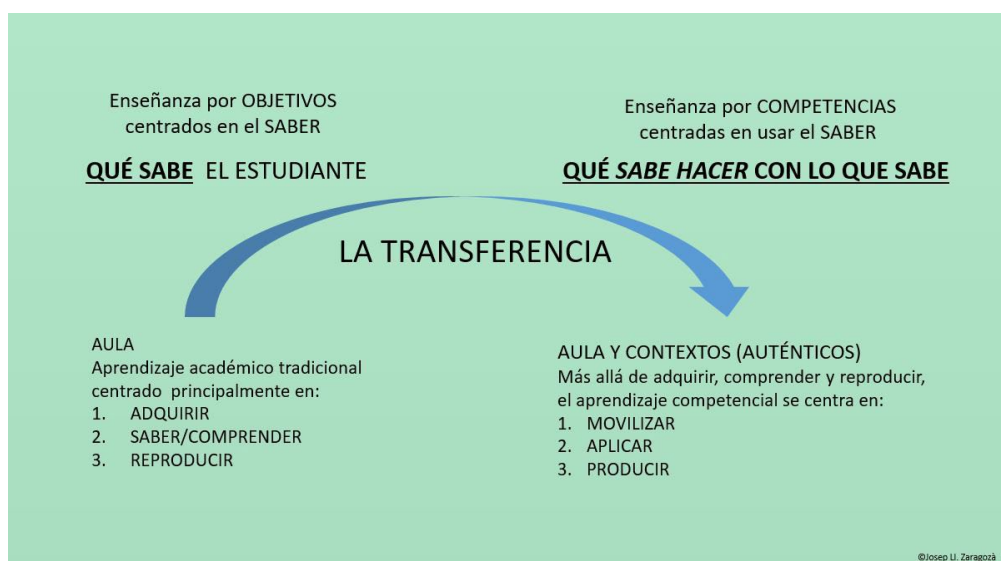 Enseñanza por OBJETIVOS
centrados en el SABER
QUÉ SABE EL ESTUDIANTE
Enseñanza por COMPETENCIAS
centradas en usar el SABER
QUÉ SABE HACER CON LO QUE SABE
LA TRANSFERENCIA
AULA
Aprendizaje académico tradicional
centrado principalmente en:
1. ADQUIRIR
2. SABER/COMPRENDER
3. REPRODUCIR
AULA Y CONTEXTOS (AUTÉNTICOS)
Más allá de adquirir, comprender y reproducir,
el aprendizaje competencial se centra en:
1. MOVILIZAR
2. APLICAR
3. PRODUCIR
©Josep Ll. Zaragozà